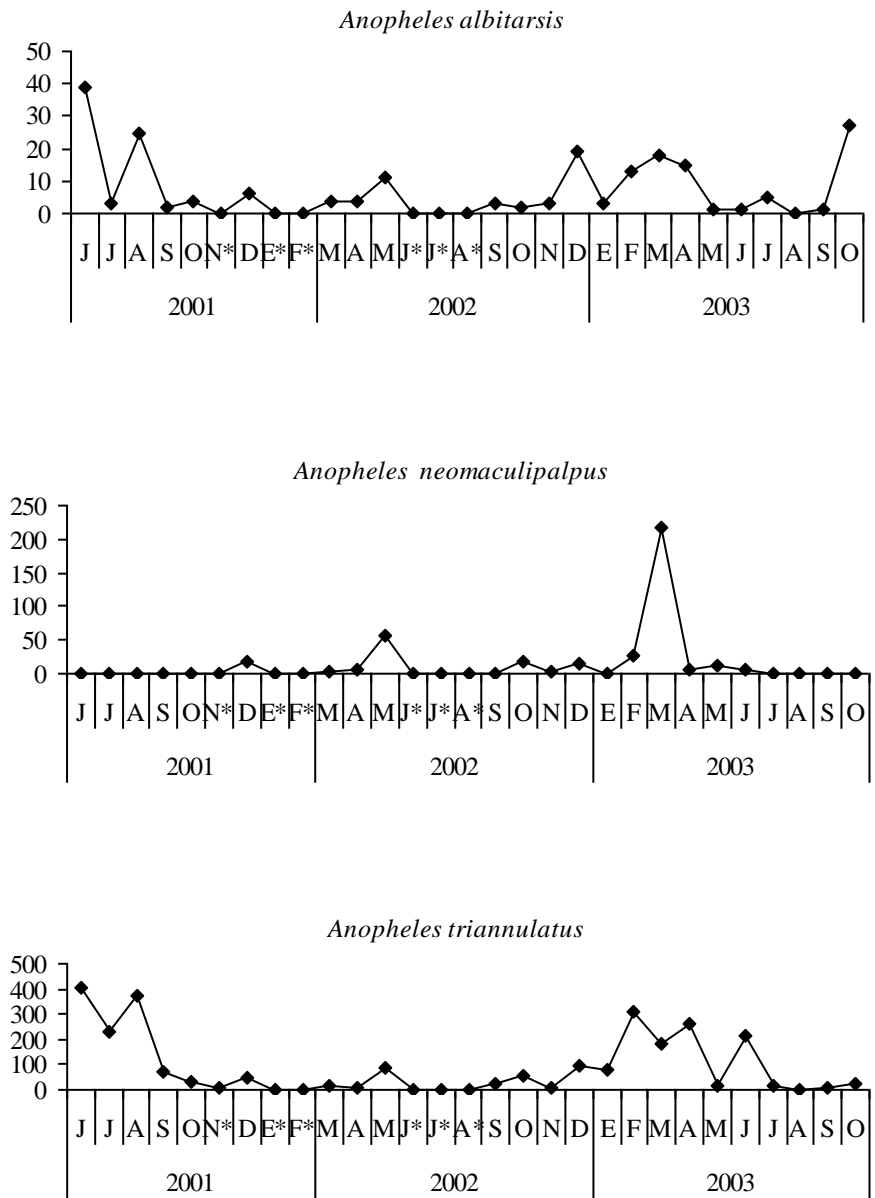 Anopheles albitarsis
50
40
30
20
10
0
J J A S O N* D E* F* M A M J* J* A* S O N D E F M A M J J A S O
2001 2002 2003
Anopheles neomaculipalpus
250
200
150
100
50
0
J J A S O N* D E* F* M A M J* J* A* S O N D E F M A M J J A S O
2001 2002 2003
Anopheles triannulatus
500
400
300
200
100
0
J J A S O N* D E* F* M A M J* J* A* S O N D E F M A M J J A S O
2001 2002 2003